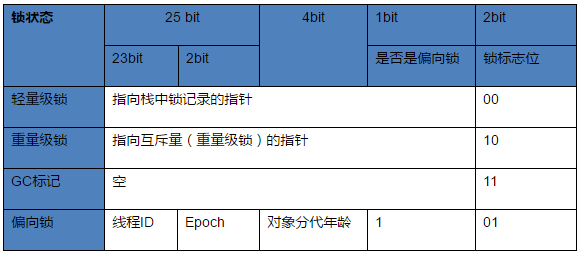 锁状态 25 bit 4bit 1bit 2bit
23bit 2bit 是否是偏向锁 锁标志位
轻量级锁 指向栈中锁记录的指针 00
重量级锁 指向互斥量（重量级锁）的指针 10
GC标记 空 11
偏向锁 线程ID Epoch 对象分代年龄 1 01